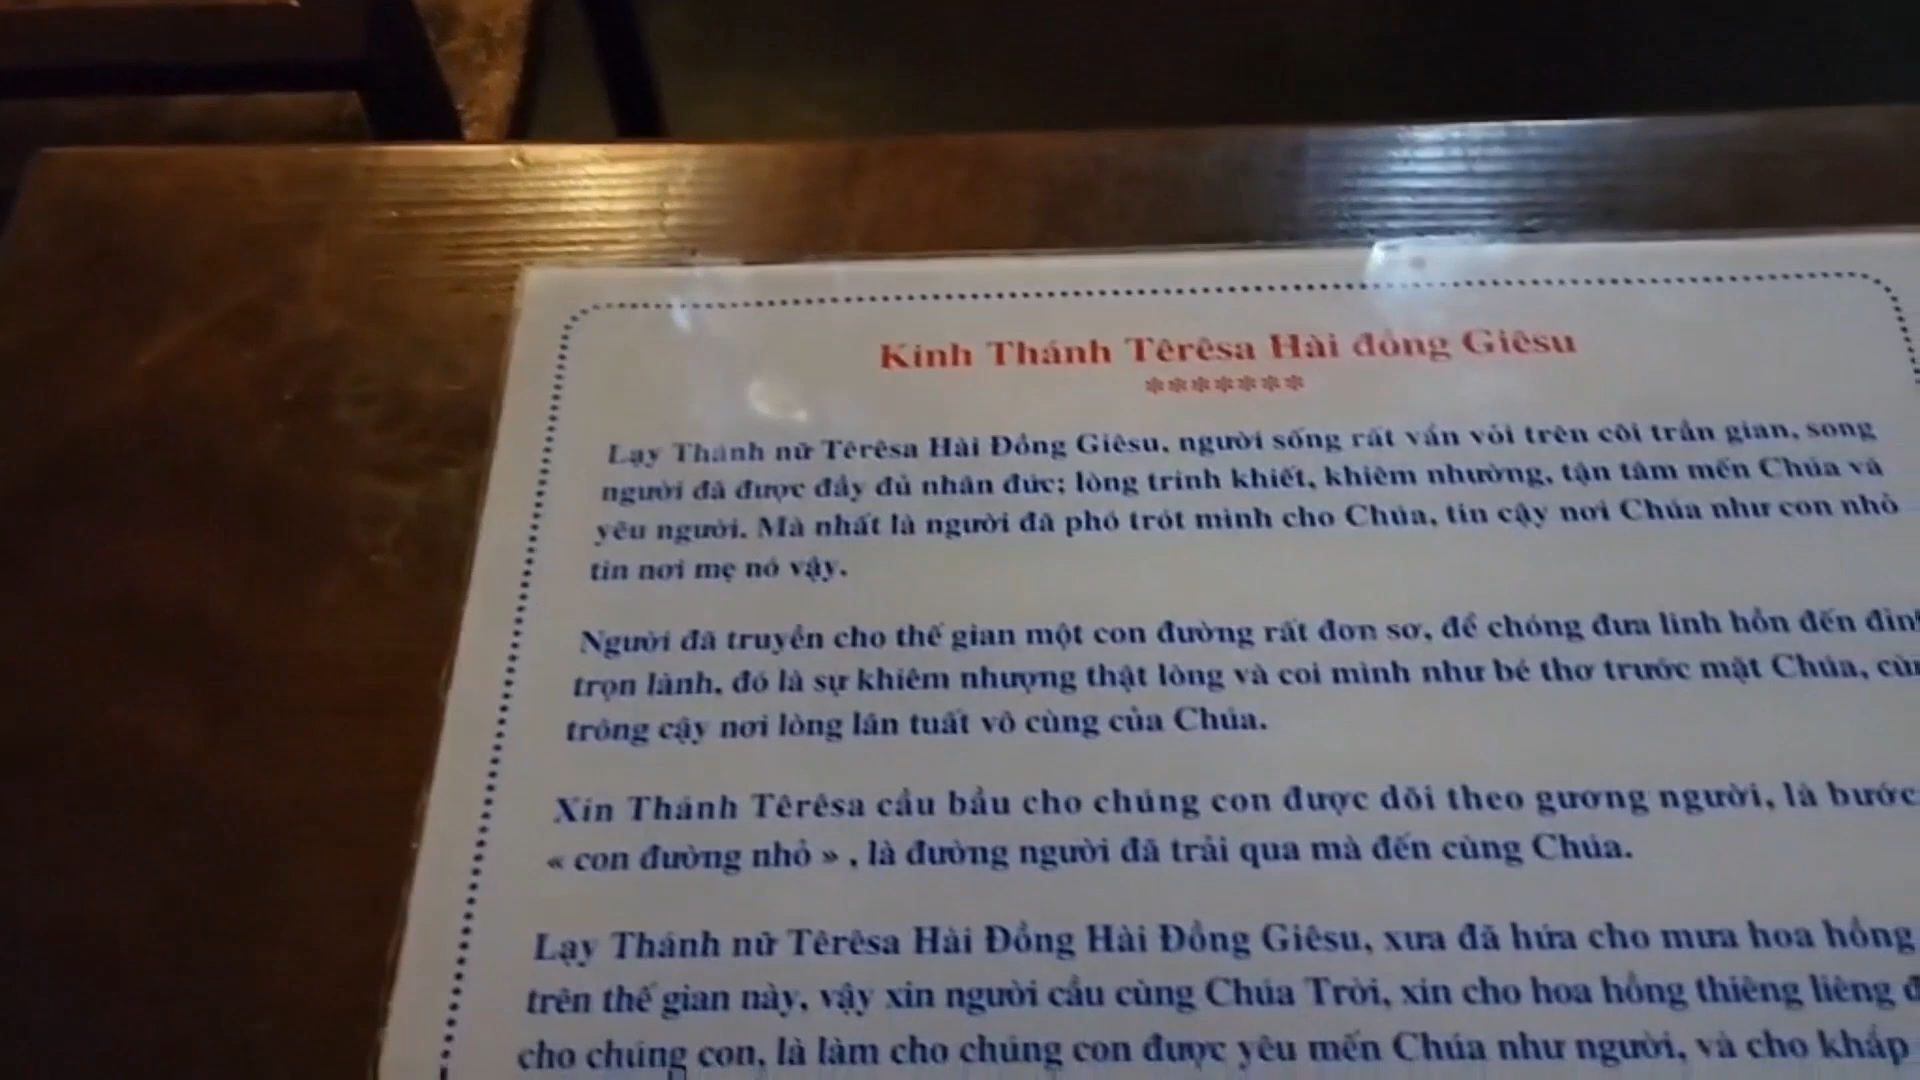 Kinh Thánh Têrêsa Hài đồng Giêsu
*******
Lạy Thánh nữ Têrêsa Hài Đồng Giêsu, người sống rất vắn vỏi trên cõi trần gian, song
người đã được đầy đủ nhân đức; lòng trinh khiết, khiêm nhường, tận tâm mến Chúa và
yêu người. Mà nhất là người đã phó trót mình cho Chúa, tin cậy nơi Chúa như con nhỏ
tin nơi mẹ nó vậy.
Người đã truyền cho thế gian một con đường rất đơn sơ, để chóng đưa linh hồn đến
trọn lành, đó là sự khiêm nhượng thật lòng và coi mình như bé thơ trước mặt Chúa,
trông cậy nơi lòng lân tuất vô cùng của Chúa.
Xin Thánh Têrêsa cầu bầu cho chúng con được dõi theo gương người, là bước
« con đường nhỏ » , là đường người đã trải qua mà đến cùng Chúa.
Lạy Thánh nữ Têrêsa Hài Đồng Hài Đồng Giêsu, xưa đã hứa cho mưa hoa hồng
trên thế gian này, vậy xin người cầu cùng Chúa Trời, xin cho hoa hồng thiêng liêng
cho chúng con, là làm cho chúng con được yêu mến Chúa như người, và cho khắp